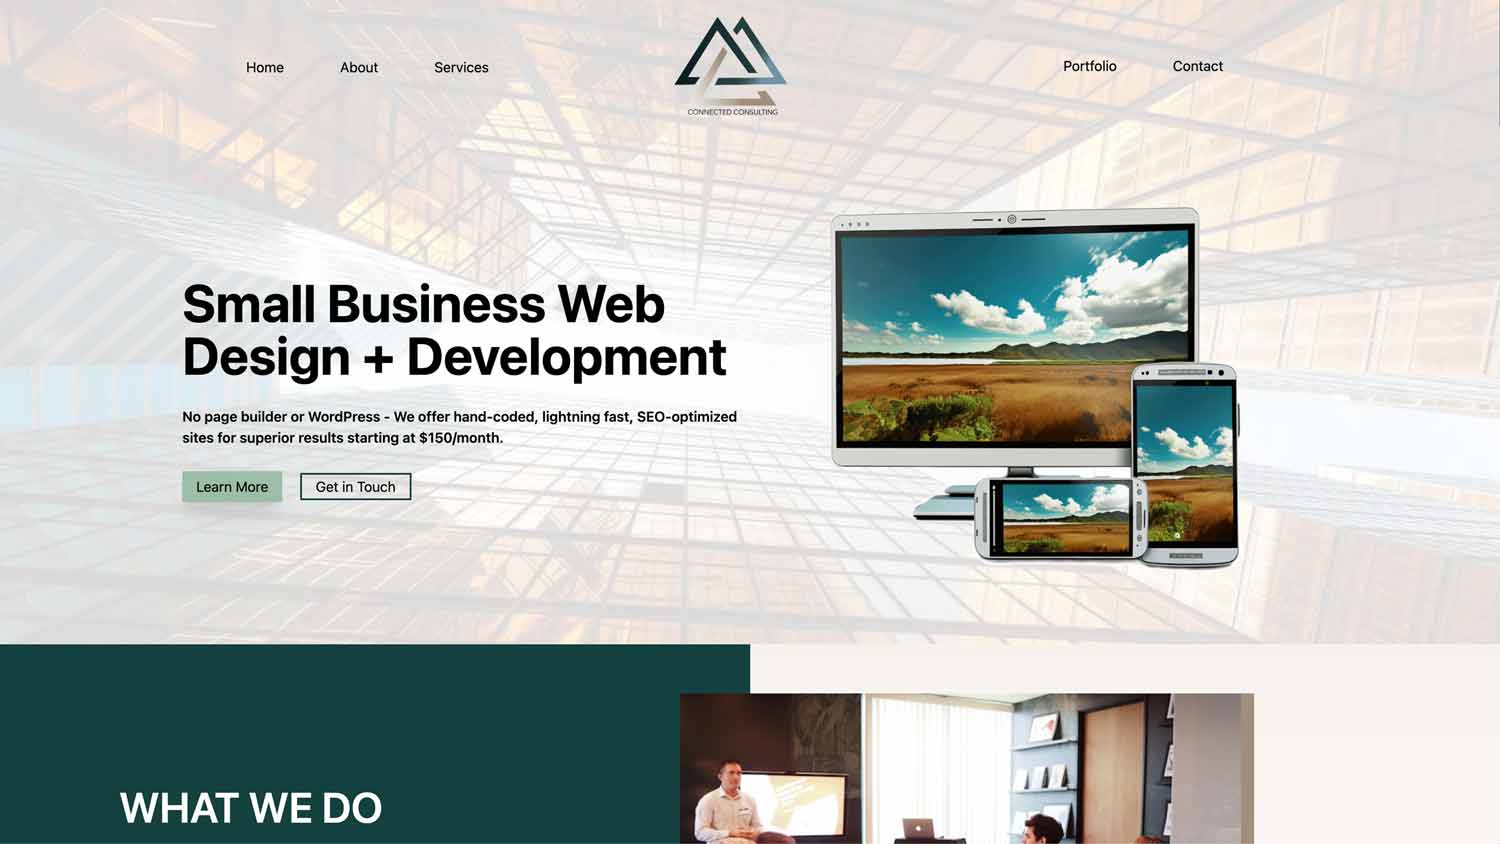 Home
About
Services
CONNECTED CONSULTING
Portfolio
Contact
Small Business Web
Design + Development
No page builder or WordPress - We offer hand-coded, lightning fast, SEO-optimized
sites for superior results starting at $150/month.
Learn More
Get in Touch
WHAT WE DO